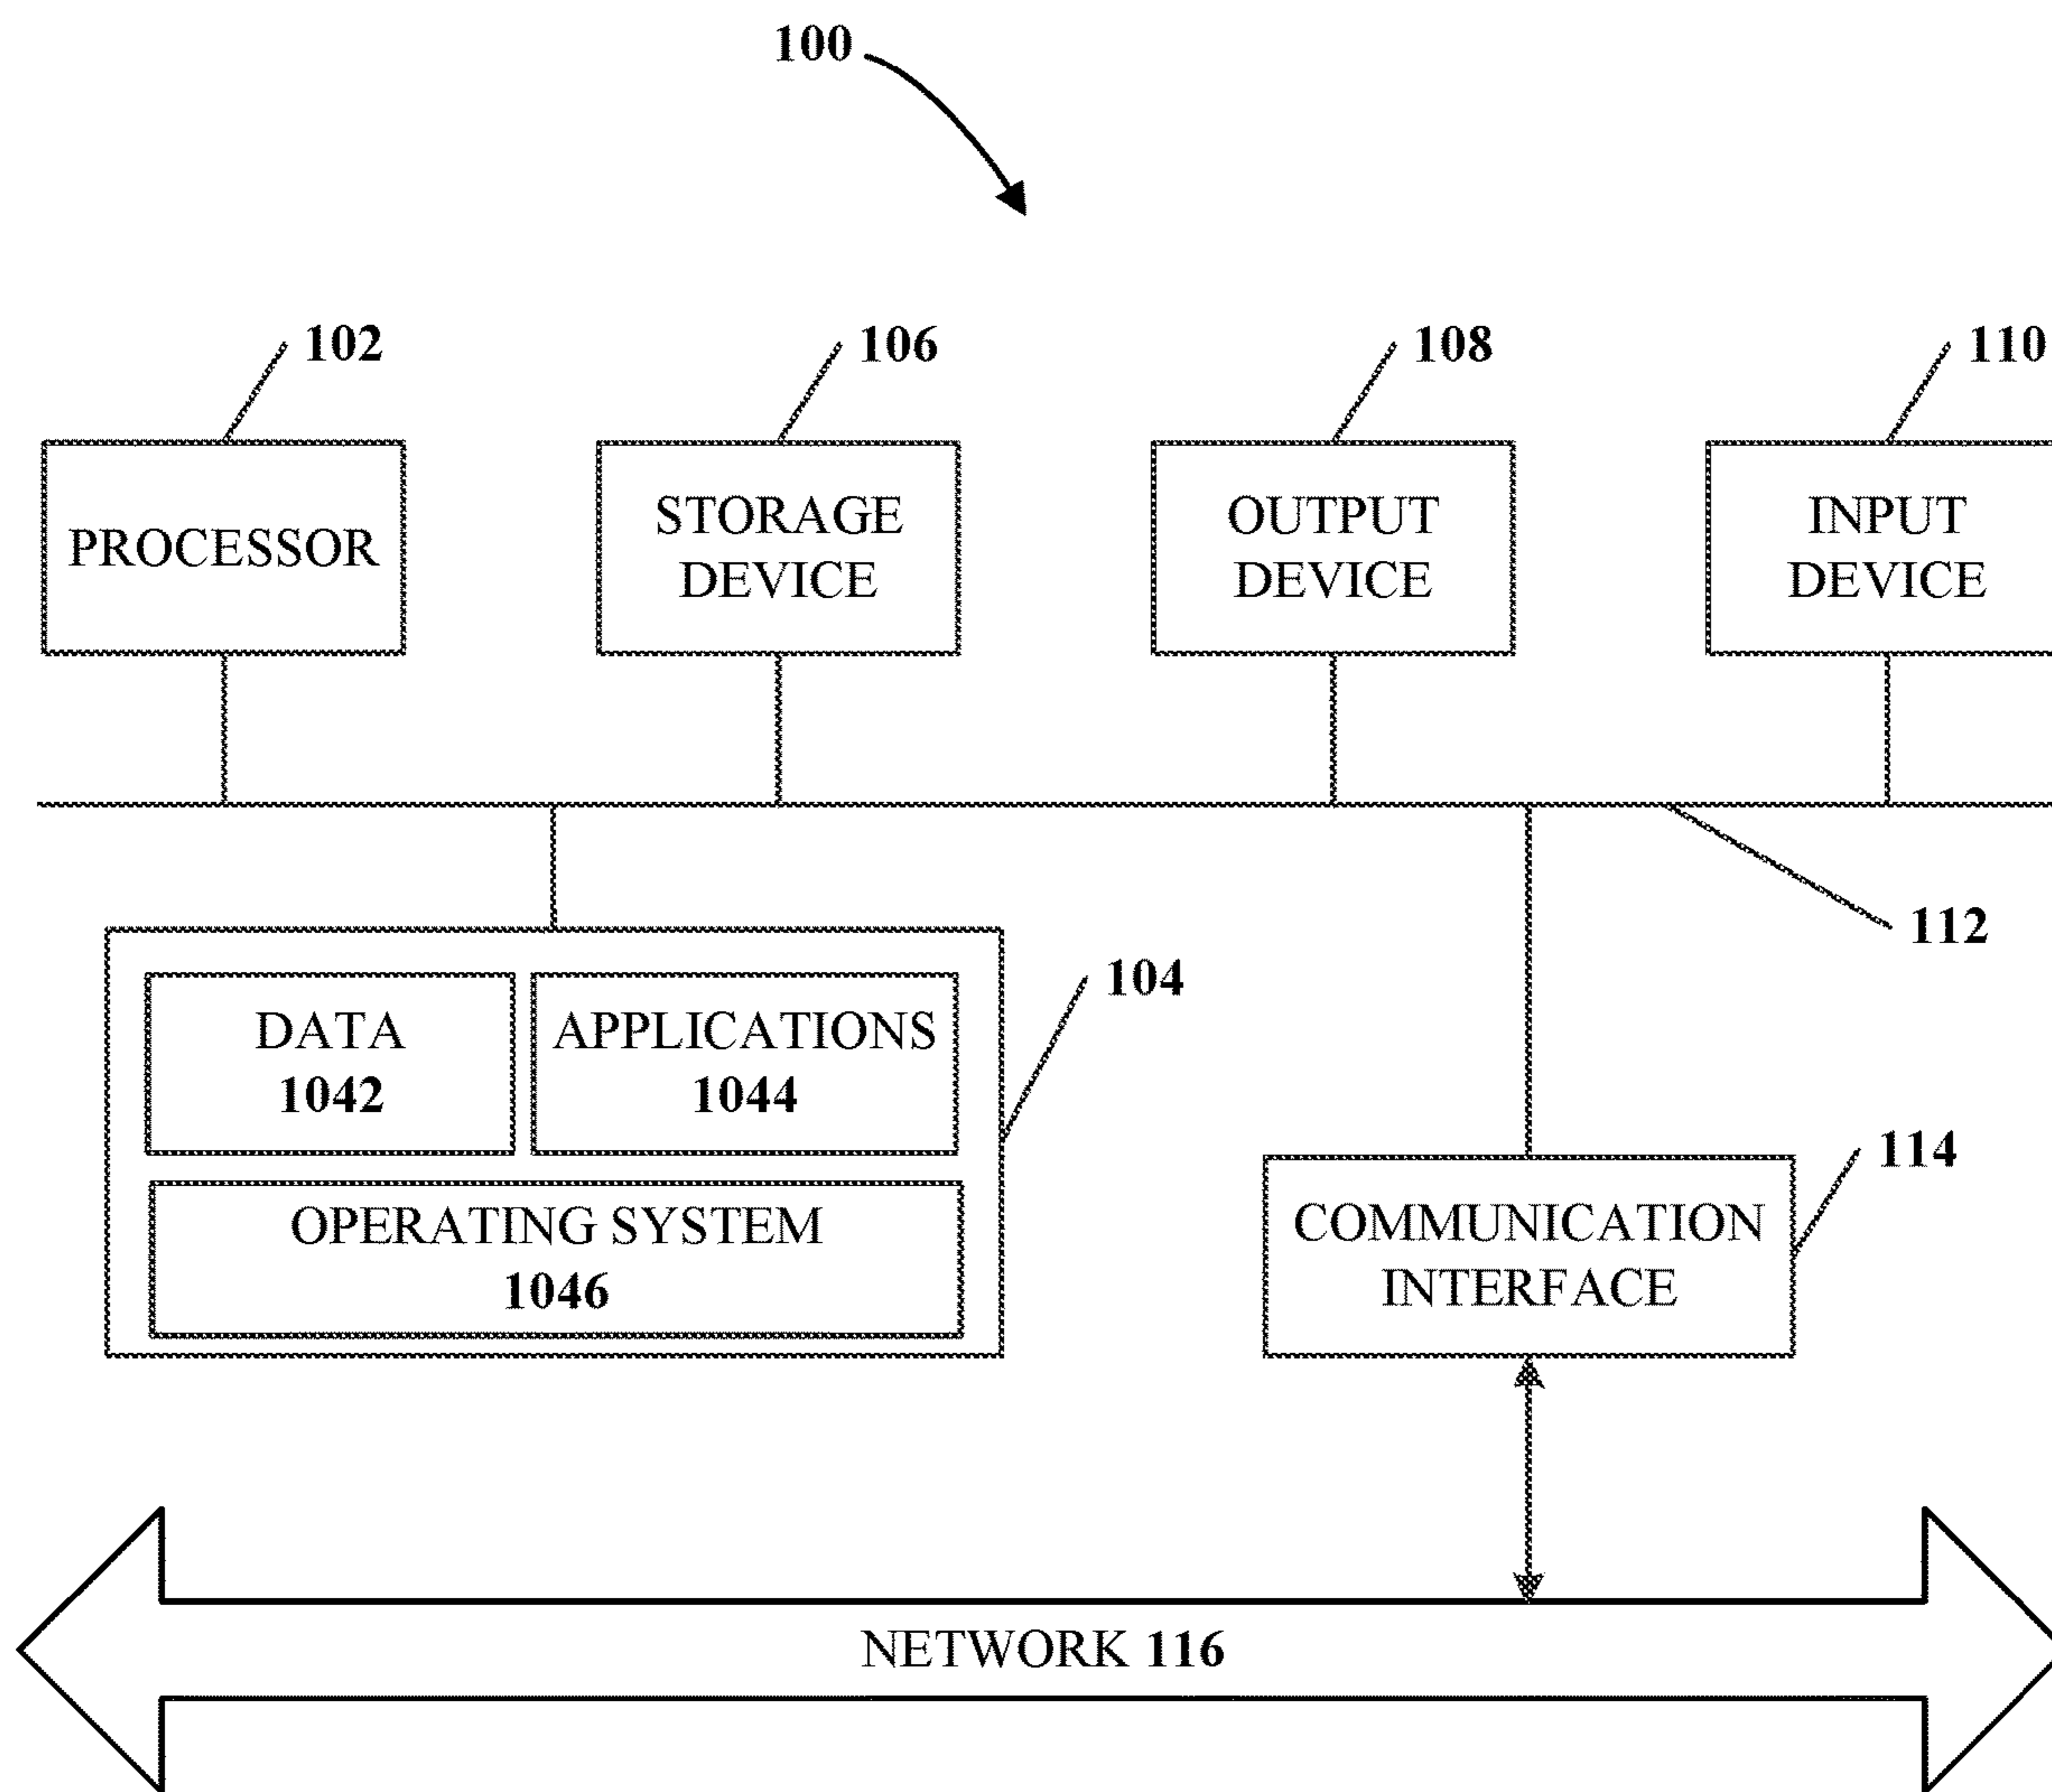 100
102
106
108
110
PROCESSOR
STORAGE
DEVICE
OUTPUT
DEVICE
INPUT
DEVICE
112
104
DATA
1042
APPLICATIONS
1044
OPERATING SYSTEM
1046
114
COMMUNICATION
INTERFACE
NETWORK 116